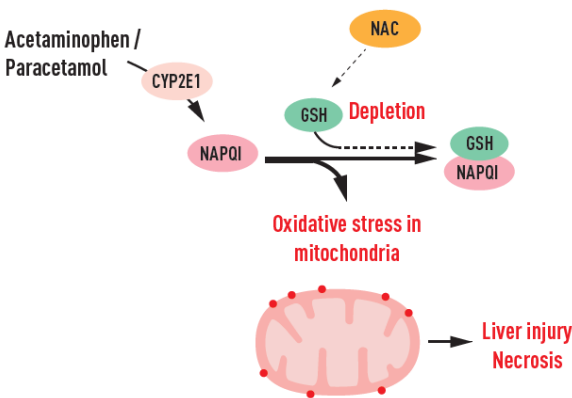 NAC
Acetaminophen /
Paracetamol
CYP2E1
GSH
Depletion
NAPQI
GSH
NAPQI
Oxidative stress in
mitochondria
Liver injury
Necrosis